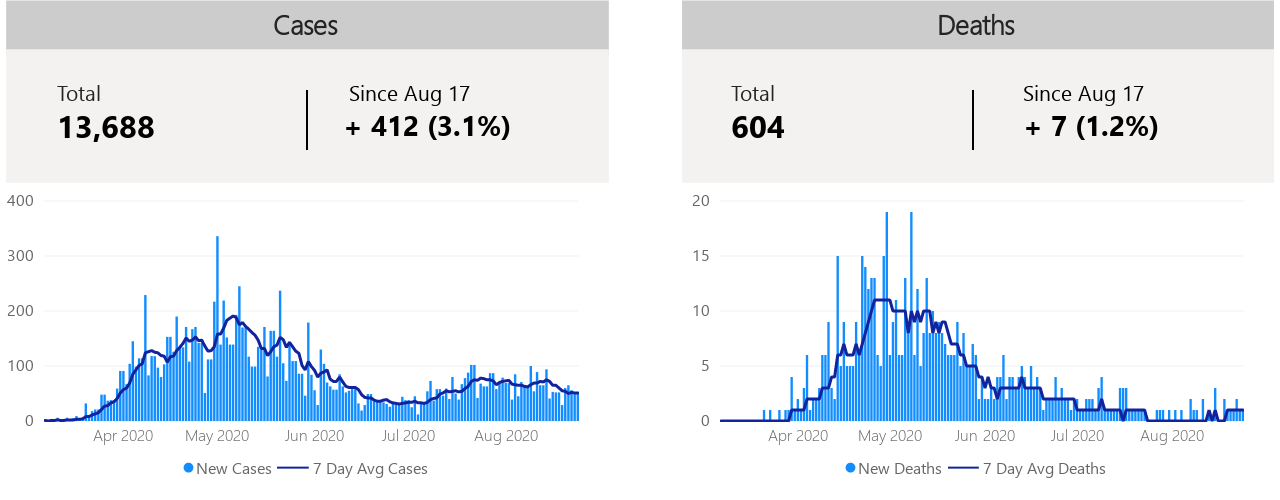 Cases
Total
13,688
Since Aug 17
+ 412 (3.1%)
400
300
200
100
0
Apr 2020 May 2020 Jun 2020 Jul 2020 Aug 2020
New Cases 7 Day Avg Cases
Deaths
Total
604
Since Aug 17
+ 7 (1.2%)
20
15
10
5
0
Apr 2020 May 2020 Jun 2020 Jul 2020 Aug 2020
New Deaths 7 Day Avg Deaths